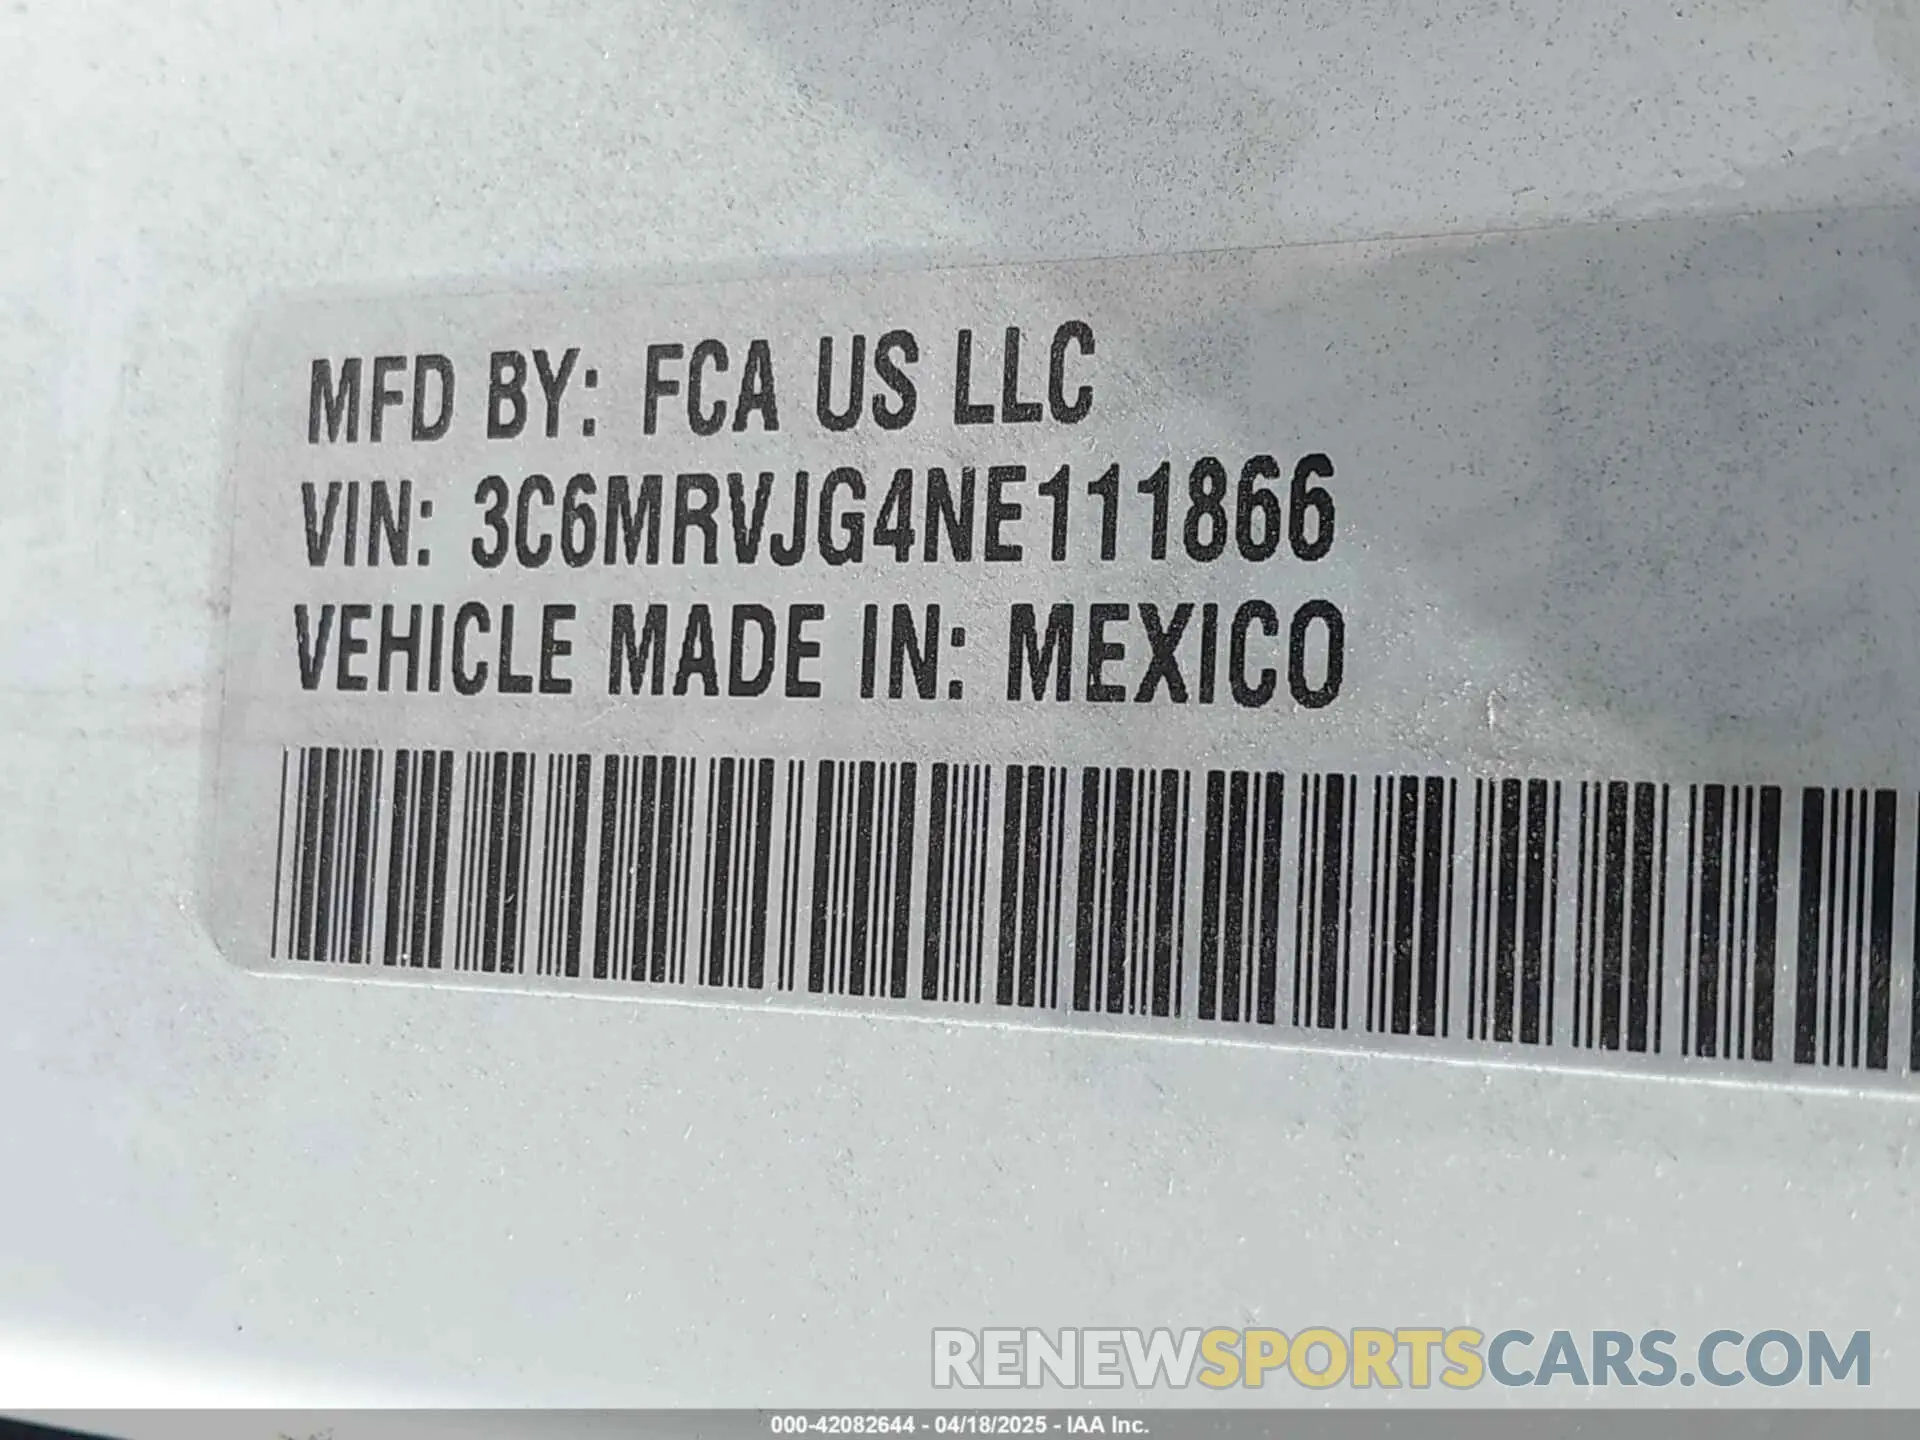 MFD BY: FCA US LLC
VIN: 3C6MRVJG4NE111866
VEHICLE MADE IN: MEXICO
RENEWSPORTSCARS.COM
000-42082644 - 04/18/2025 - IAA Inc.